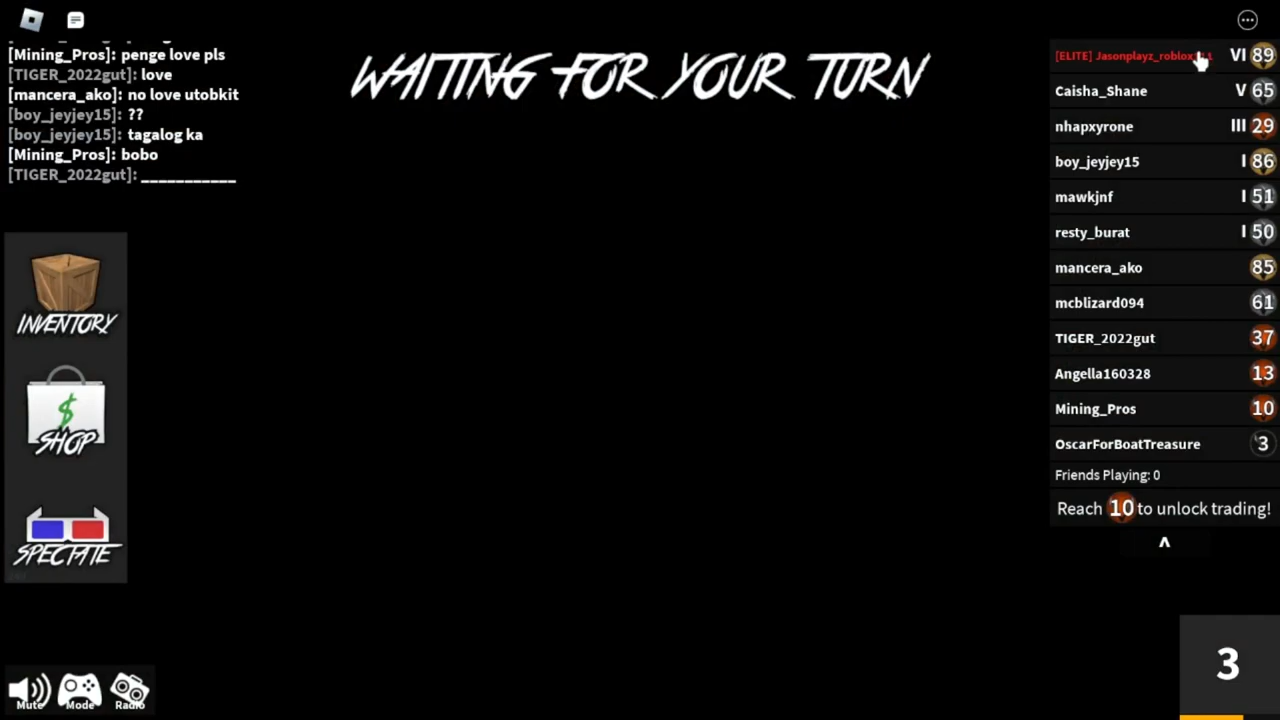 [Mining_Pros]: penge love pls
[TIGER_2022gut]: love
[mancera_ako]: no love utobkit
[boy_jeyjey15]: ??
[boy_jeyjey15]: tagalog ka
[Mining_Pros]: bobo
[TIGER_2022gut]: ___________
WAITING FOR YOUR TURN
[ELITE] VI 89
Caisha_Shane V 65
nhapxyrone III 29
boy_jeyjey15 I 86
mawkjnf I 51
resty_burat I 50
mancera_ako 85
mcblizard094 61
TIGER_2022gut 37
Angella160328 13
Mining_Pros 10
OscarForBoatTreasure 3
Friends Playing: 0
Reach 10 to unlock trading!
INVENTORY
$
SHOP
SPECTATE
Mute Mode Radio
3